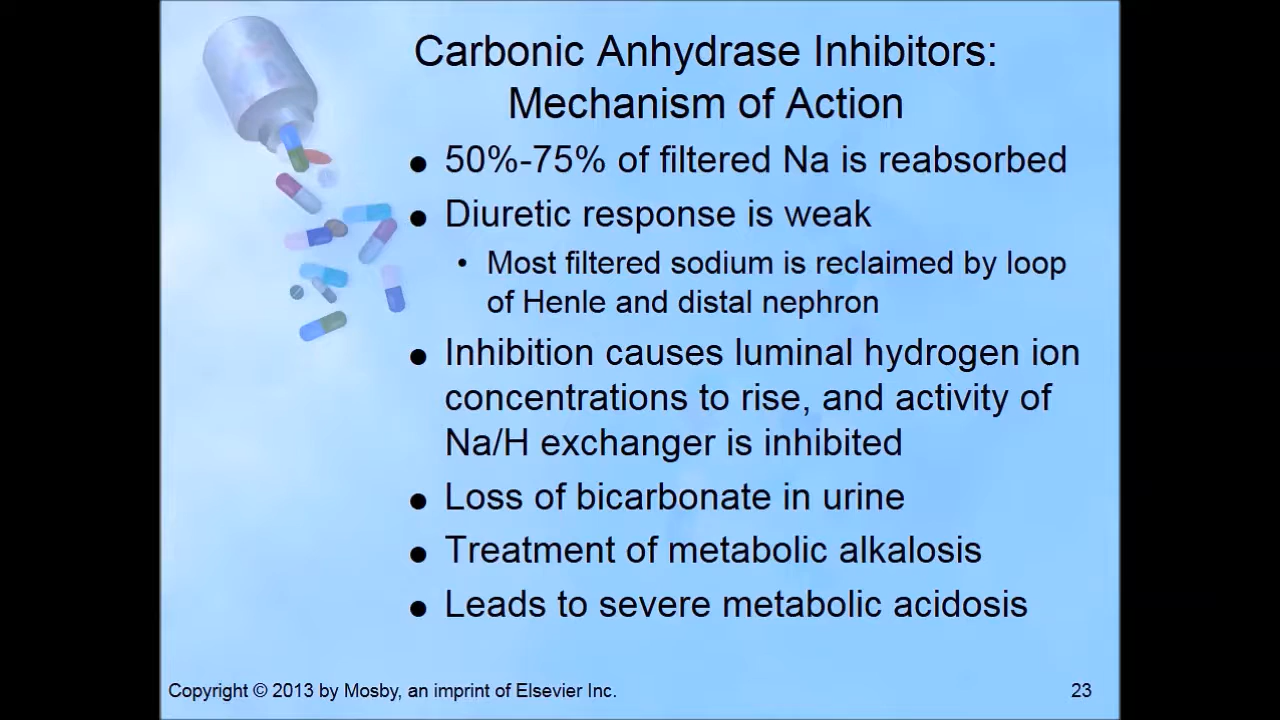 Carbonic Anhydrase Inhibitors:
Mechanism of Action
● 50%-75% of filtered Na is reabsorbed
● Diuretic response is weak
• Most filtered sodium is reclaimed by loop
of Henle and distal nephron
● Inhibition causes luminal hydrogen ion
concentrations to rise, and activity of
Na/H exchanger is inhibited
● Loss of bicarbonate in urine
● Treatment of metabolic alkalosis
● Leads to severe metabolic acidosis
Copyright © 2013 by Mosby, an imprint of Elsevier Inc.
23